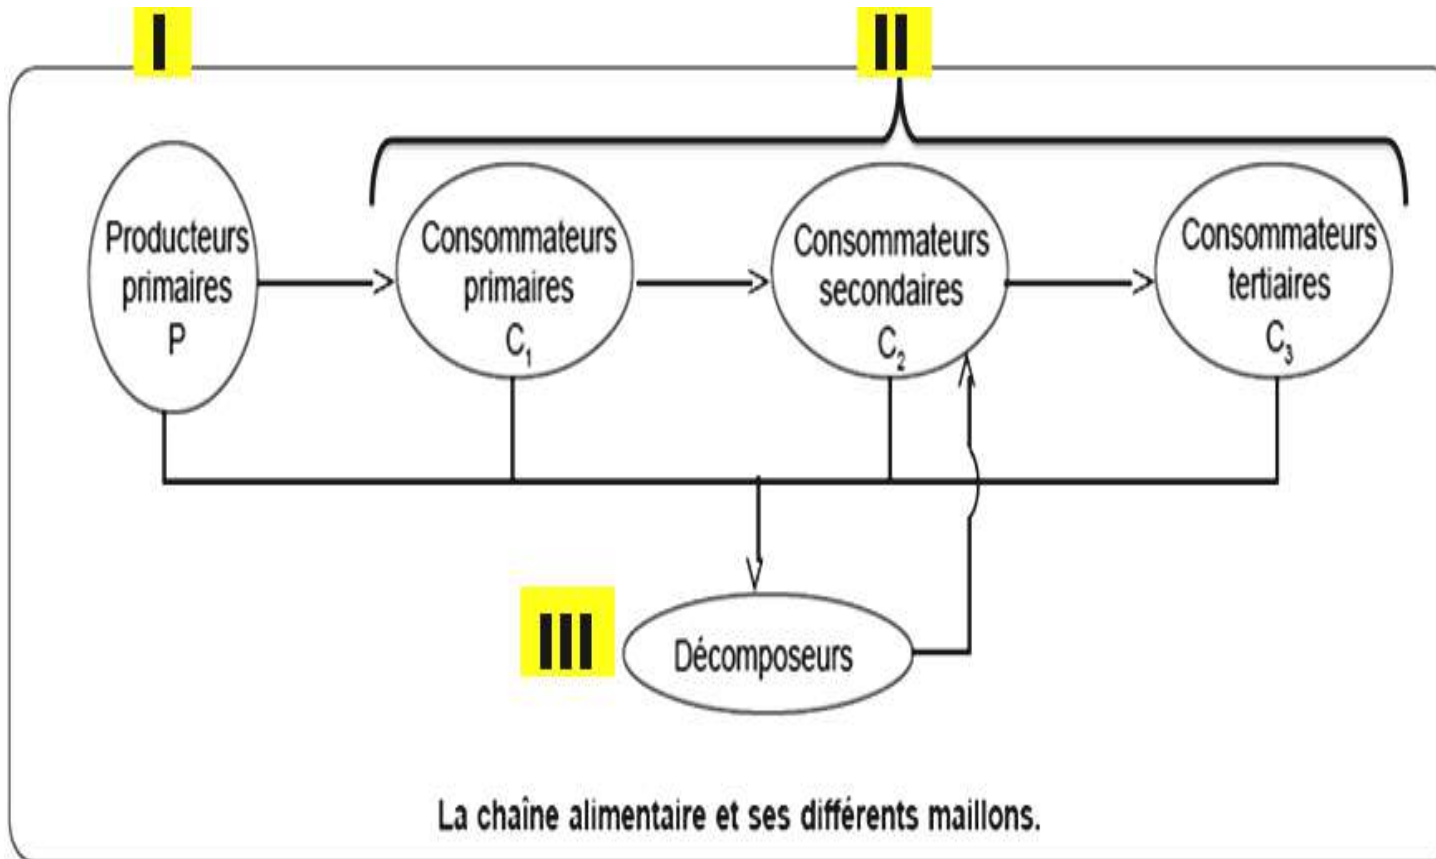 I
II
Producteurs
primaires
P
Consommateurs
primaires
C₁
Consommateurs
secondaires
C₂
Consommateurs
tertiaires
C₃
III
Décomposeurs
La chaîne alimentaire et ses différents maillons.